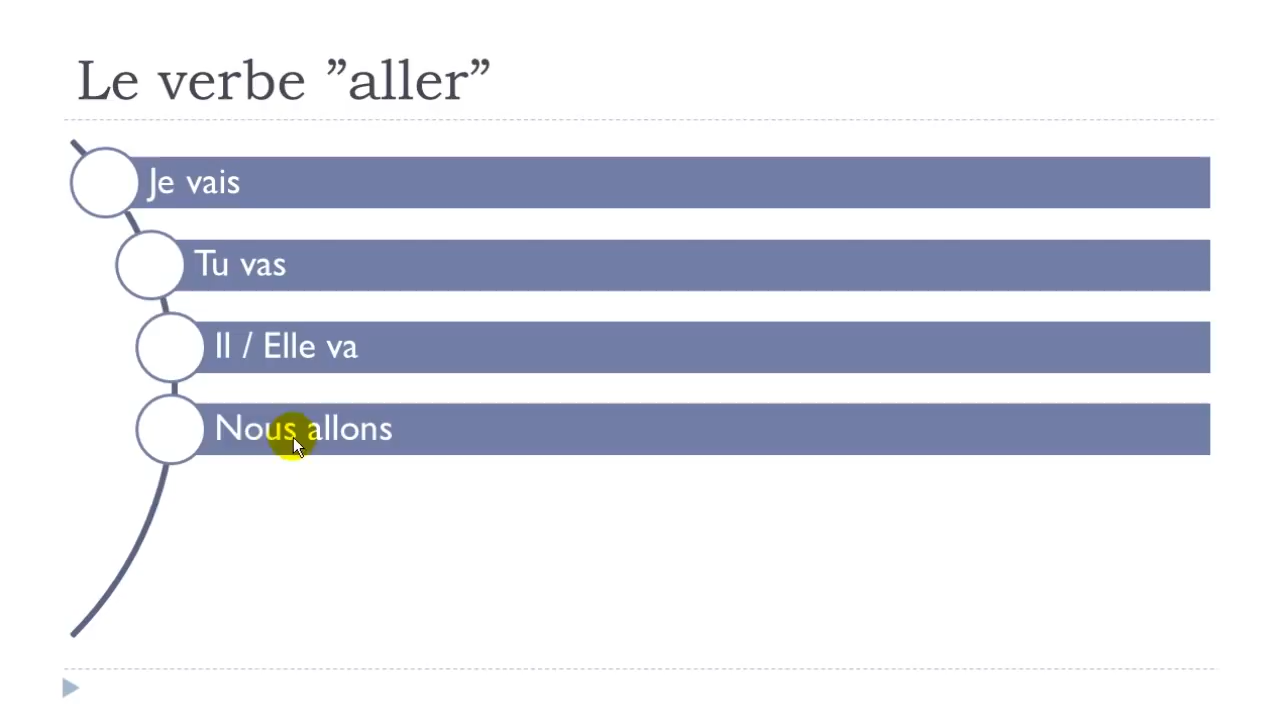 Le verbe ”aller”
Je vais
Tu vas
Il / Elle va
Nous allons